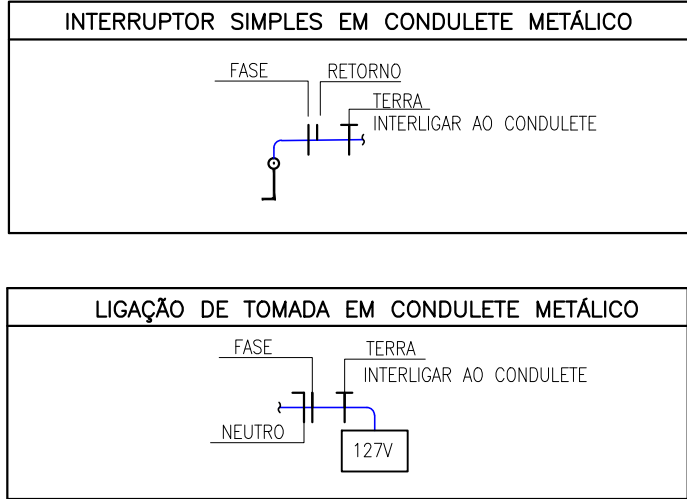 INTERRUPTOR SIMPLES EM CONDULETE METÁLICO
FASE
RETORNO
TERRA
INTERLIGAR AO CONDULETE
LIGAÇÃO DE TOMADA EM CONDULETE METÁLICO
FASE
TERRA
INTERLIGAR AO CONDULETE
NEUTRO
127V